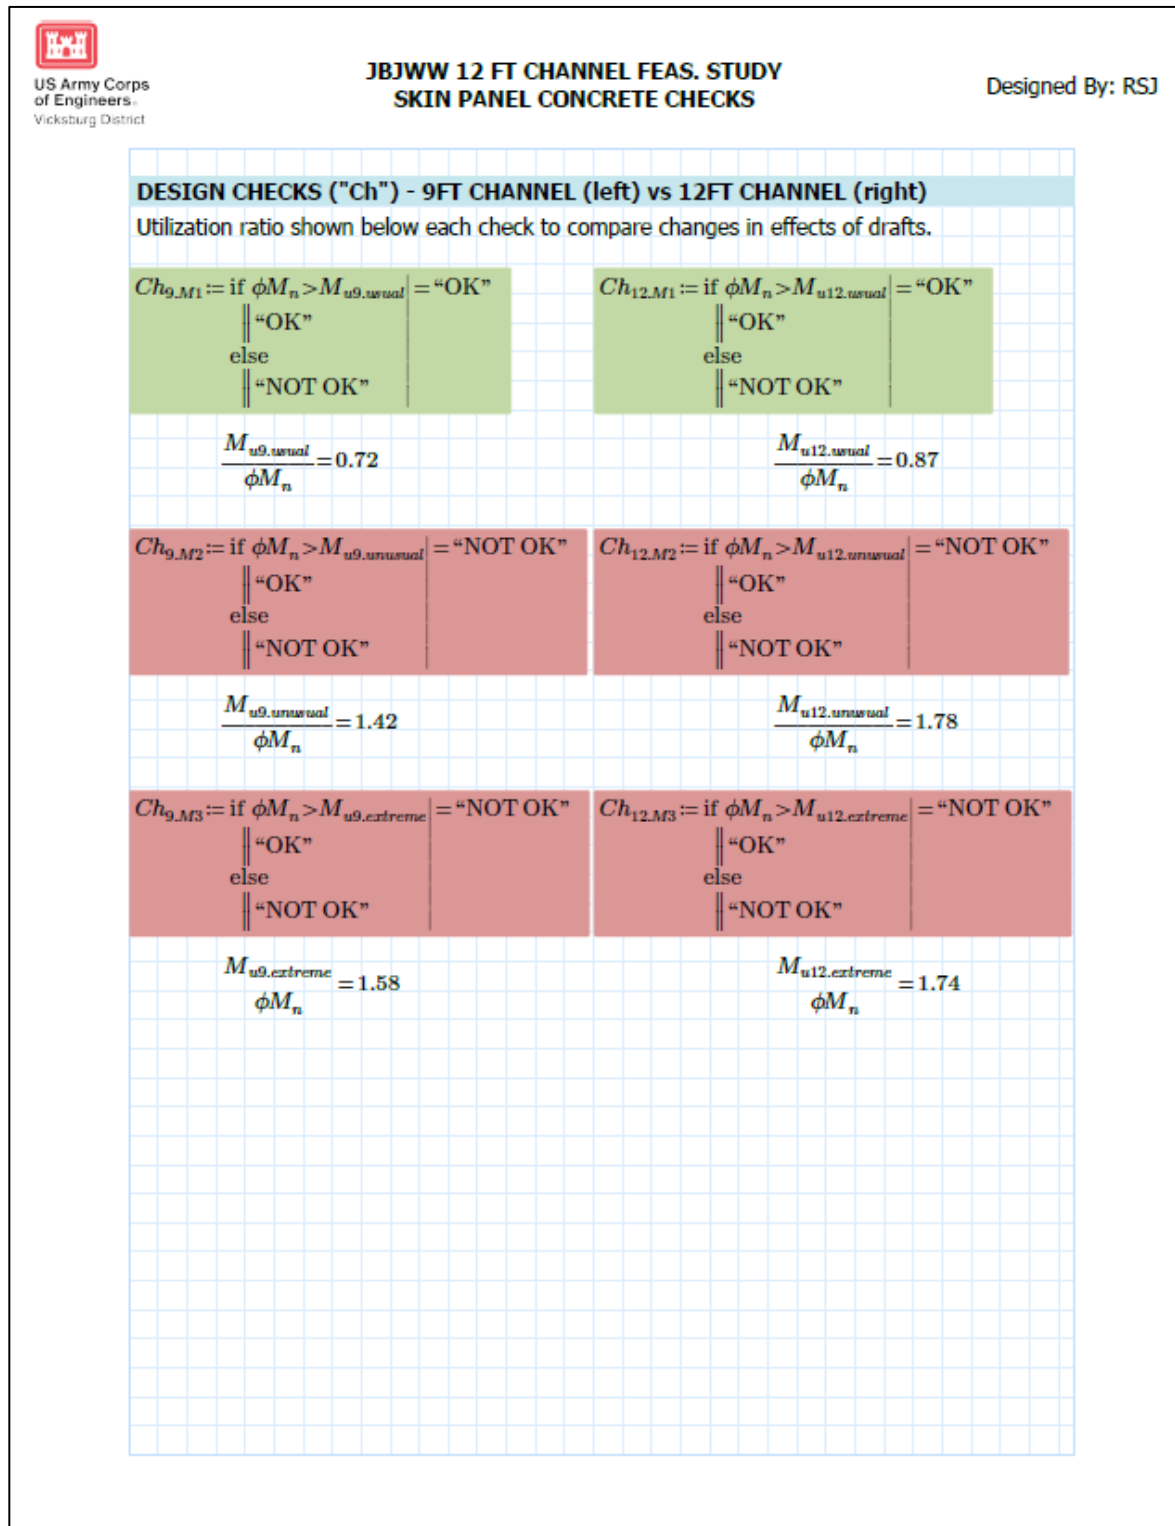 US Army Corps
of Engineers®
Vicksburg District
JBJWW 12 FT CHANNEL FEAS. STUDY
SKIN PANEL CONCRETE CHECKS
Designed By: RSJ
DESIGN CHECKS ("Ch") - 9FT CHANNEL (left) vs 12FT CHANNEL (right)
Utilization ratio shown below each check to compare changes in effects of drafts.
Ch9.M1:= if ϕMn>Mu9.usual = “OK”
“OK”
else
“NOT OK”
Ch12.M1:= if ϕMn>Mu12.usual = “OK”
“OK”
else
“NOT OK”
Mu9.usual
ϕMn
=0.72
Mu12.usual
ϕMn
=0.87
Ch9.M2:= if ϕMn>Mu9.unusual = “NOT OK”
“OK”
else
“NOT OK”
Ch12.M2:= if ϕMn>Mu12.unusual = “NOT OK”
“OK”
else
“NOT OK”
Mu9.unusual
ϕMn
=1.42
Mu12.unusual
ϕMn
=1.78
Ch9.M3:= if ϕMn>Mu9.extreme = “NOT OK”
“OK”
else
“NOT OK”
Ch12.M3:= if ϕMn>Mu12.extreme = “NOT OK”
“OK”
else
“NOT OK”
Mu9.extreme
ϕMn
=1.58
Mu12.extreme
ϕMn
=1.74